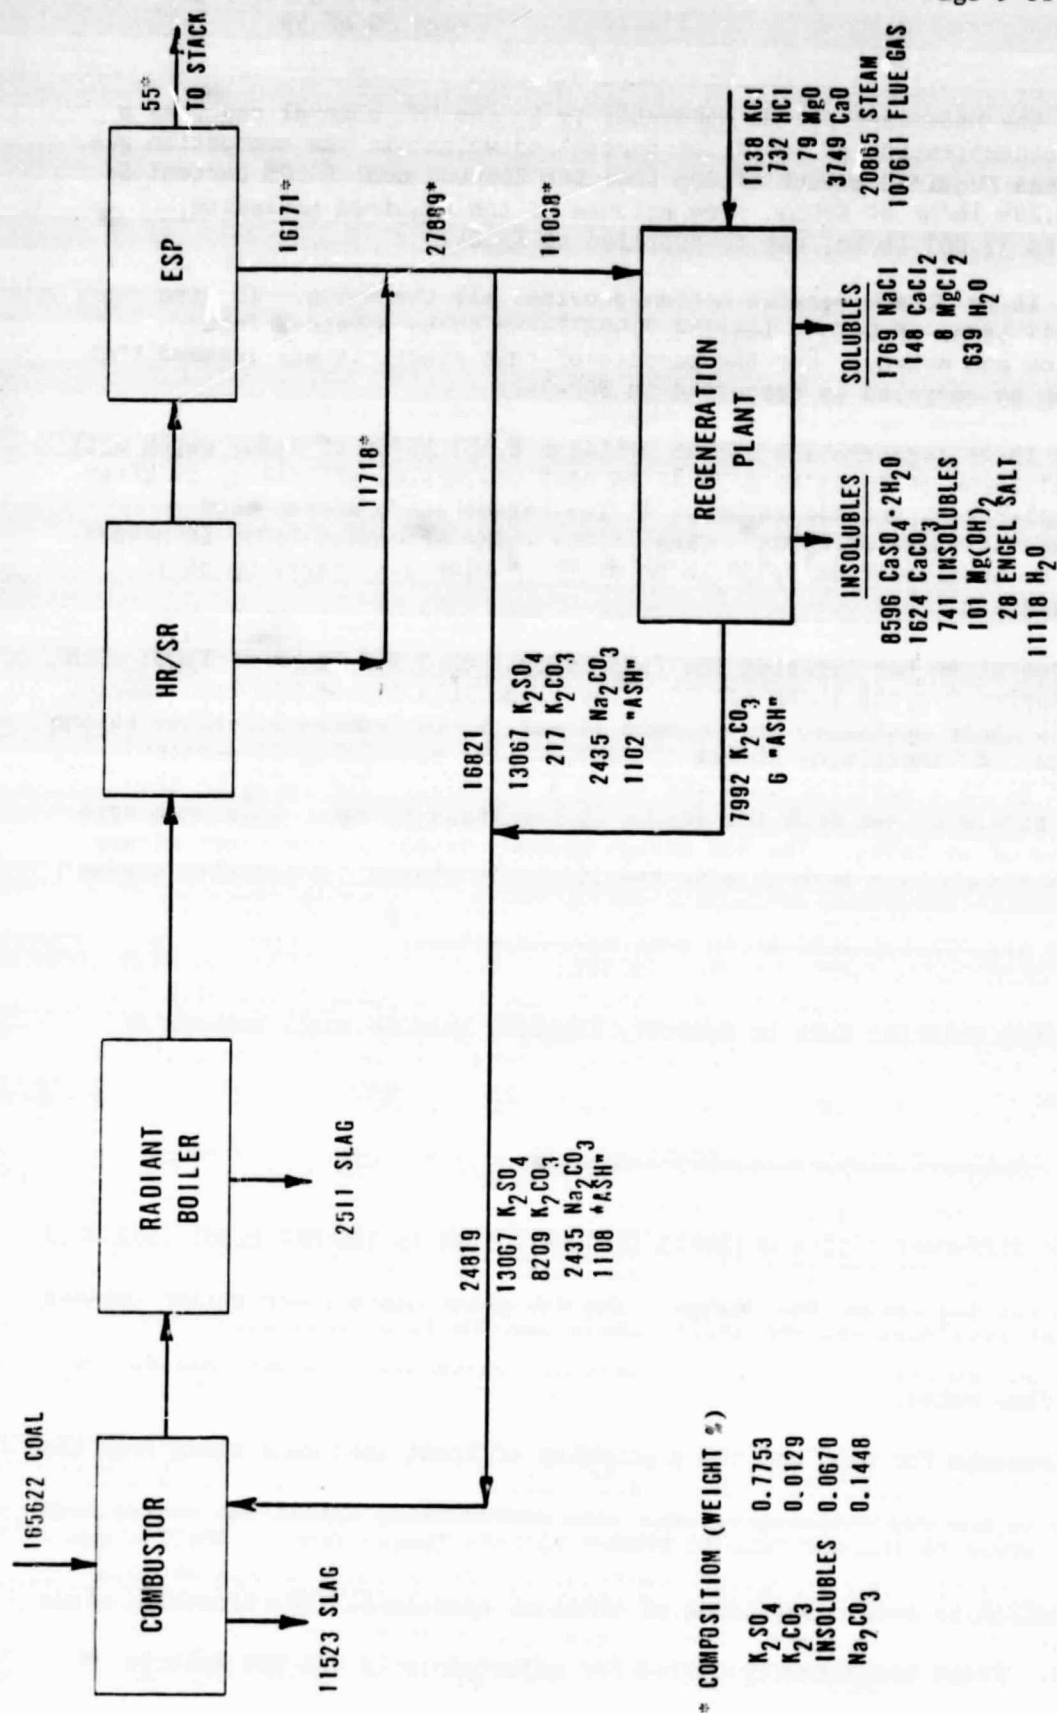 165622 COAL
COMBUSTOR
11523 SLAG
RADIANT
BOILER
2511 SLAG
HR/SR
11718*
ESP
55*
TO STACK
16171*
27889*
11068*
24819
13067 K₂SO₄
8209 K₂CO₃
2435 Na₂CO₃
1108 "ASH"
16821
13067 K₂SO₄
217 K₂CO₃
2435 Na₂CO₃
1102 "ASH"
7992 K₂CO₃
6 "ASH"
REGENERATION
PLANT
1138 KCl
3732 HCl
79 MgO
3749 CaO
20865 STEAM
107611 FLUE GAS
INSOLUBLES
8596 CaSO₄·2H₂O
1624 CaCO₃
741 INSOLUBLES
101 Mg(OH)₂
28 ENGEL SALT
11118 H₂O
SOLUBLES
1769 NaCl
148 CaCl₂
8 MgCl₂
639 H₂O
* COMPOSITION (WEIGHT %)
K₂SO₄ 0.7753
K₂CO₃ 0.0129
INSOLUBLES 0.0670
Na₂CO₃ 0.1448